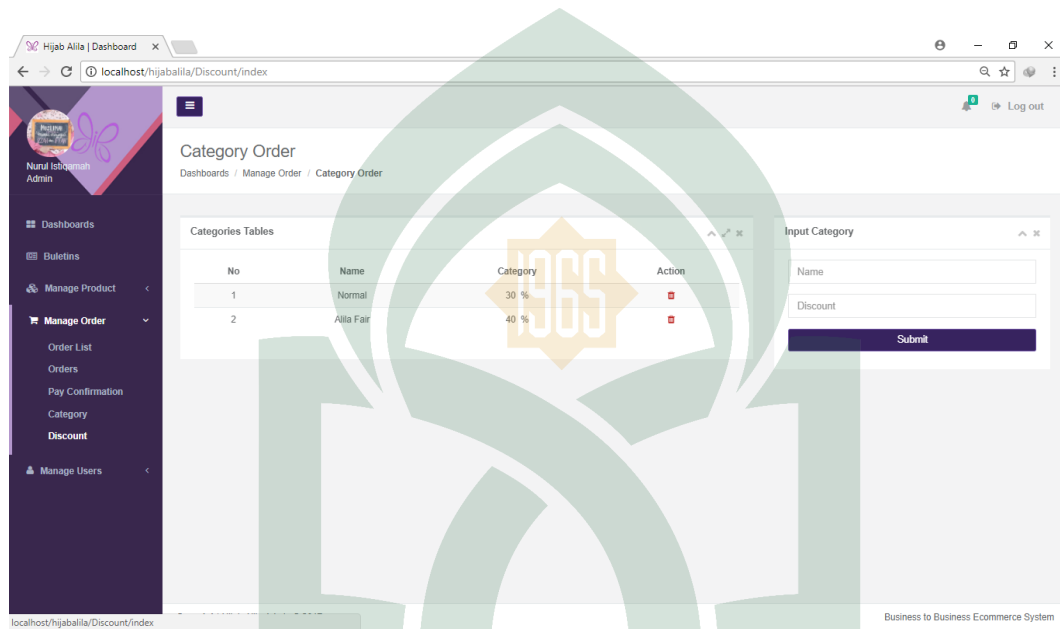 Hijab Alila | Dashboard
localhost/hijabalila/Discount/index
Nurul Istiqamah
Admin
0
Log out
Category Order
Dashboards / Manage Order / Category Order
Dashboards
Buletins
Manage Product
Manage Order
Order List
Orders
Pay Confirmation
Category
Discount
Manage Users
Categories Tables
No Name Category Action
1 Normal 30 %
2 Alila Fair 40 %
1965
Input Category
Name
Discount
Submit
Business to Business Ecommerce System
localhost/hijabalila/Discount/index